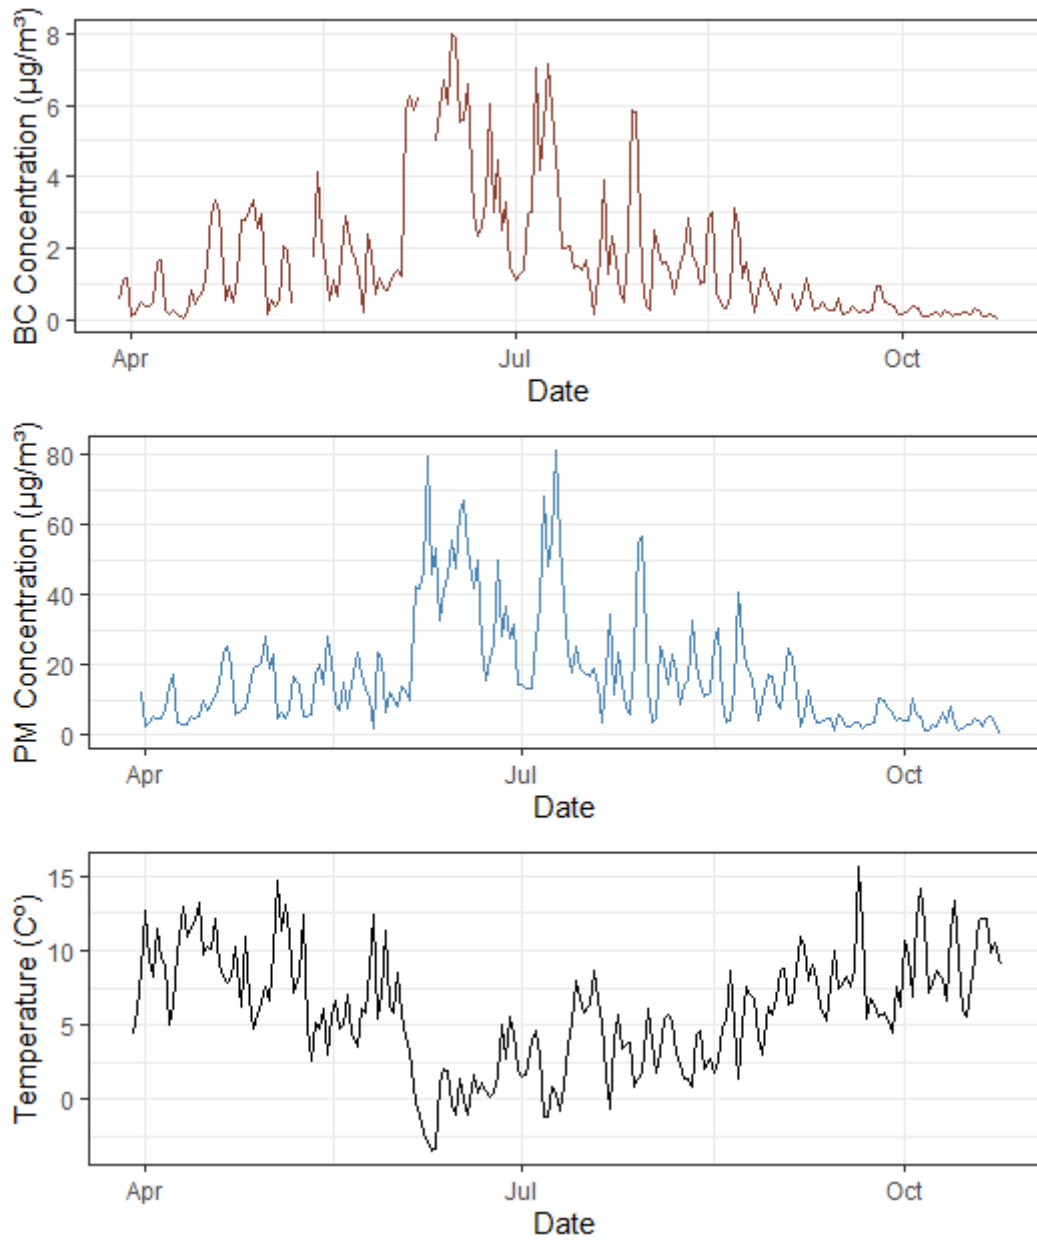 BC Concentration (µg/m³)
8
6
4
2
0
Apr
Jul
Oct
Date
PM Concentration (µg/m³)
80
60
40
20
0
Apr
Jul
Oct
Date
Temperature (Cº)
15
10
5
0
Apr
Jul
Oct
Date